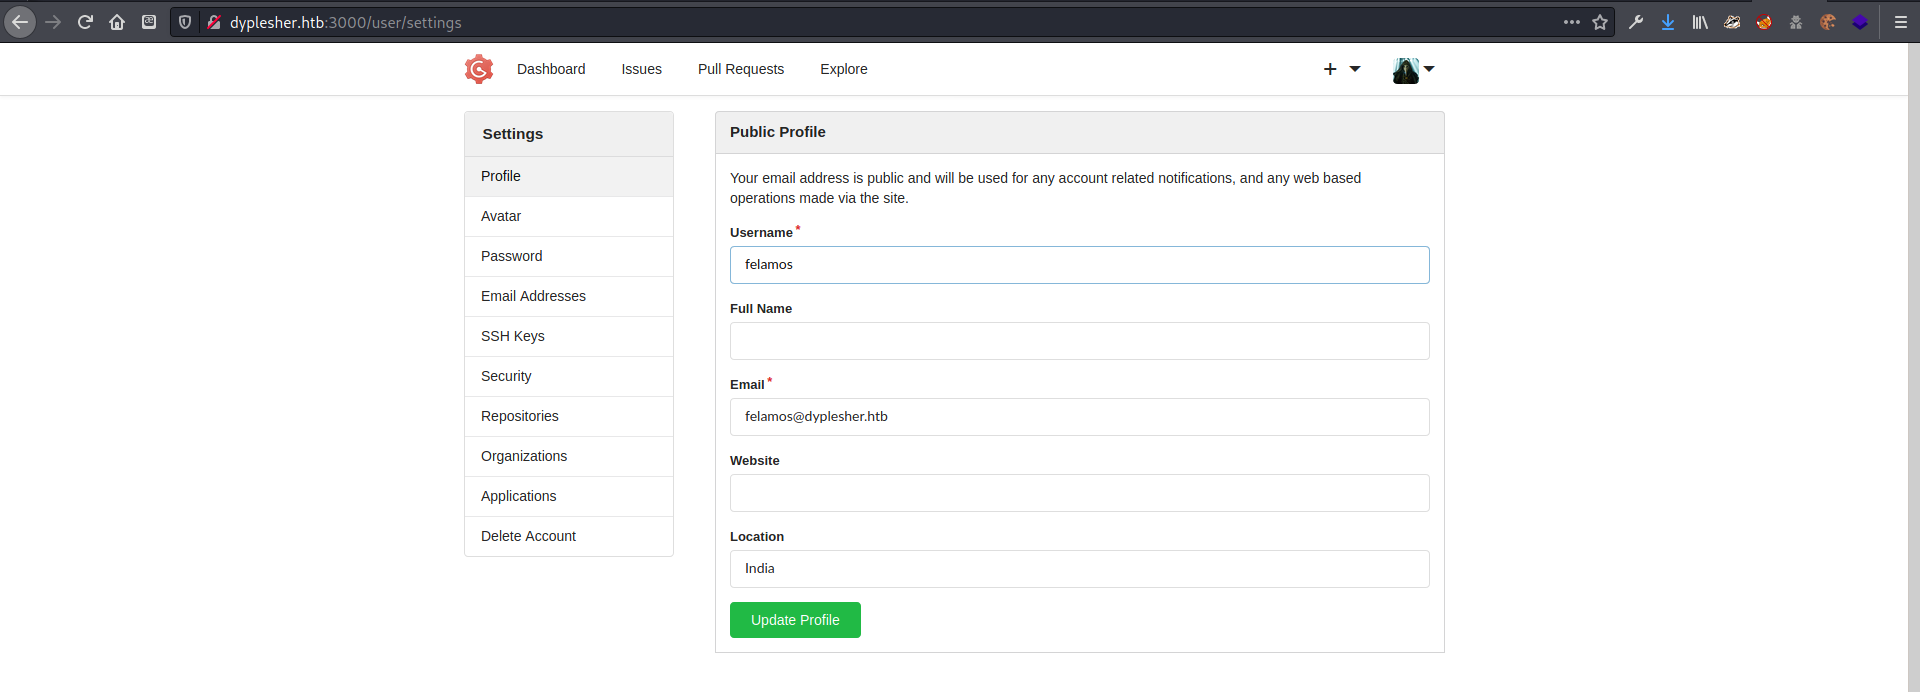 dyplesher.htb:3000/user/settings
Dashboard Issues Pull Requests Explore
Settings
Profile
Avatar
Password
Email Addresses
SSH Keys
Security
Repositories
Organizations
Applications
Delete Account
Public Profile
Your email address is public and will be used for any account related notifications, and any web based
operations made via the site.
Username *
felamos
Full Name
Email *
felamos@dyplesher.htb
Website
Location
India
Update Profile